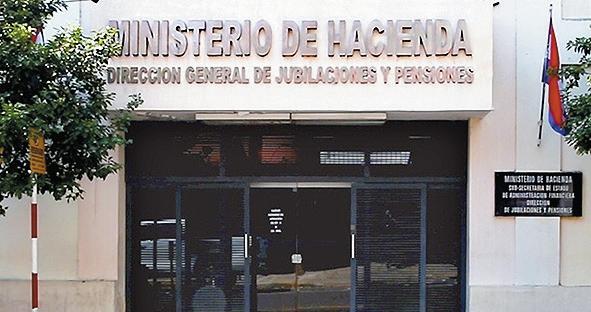 MINISTERIO DE HACIENDA
DIRECCION GENERAL DE JUBILACIONES Y PENSIONES
MINISTERIO DE HACIENDA
SUB-SECRETARIA DE ESTADO
DE ADMINISTRACION FINANCIERA
DIRECCION
DE JUBILACIONES Y PENSIONES